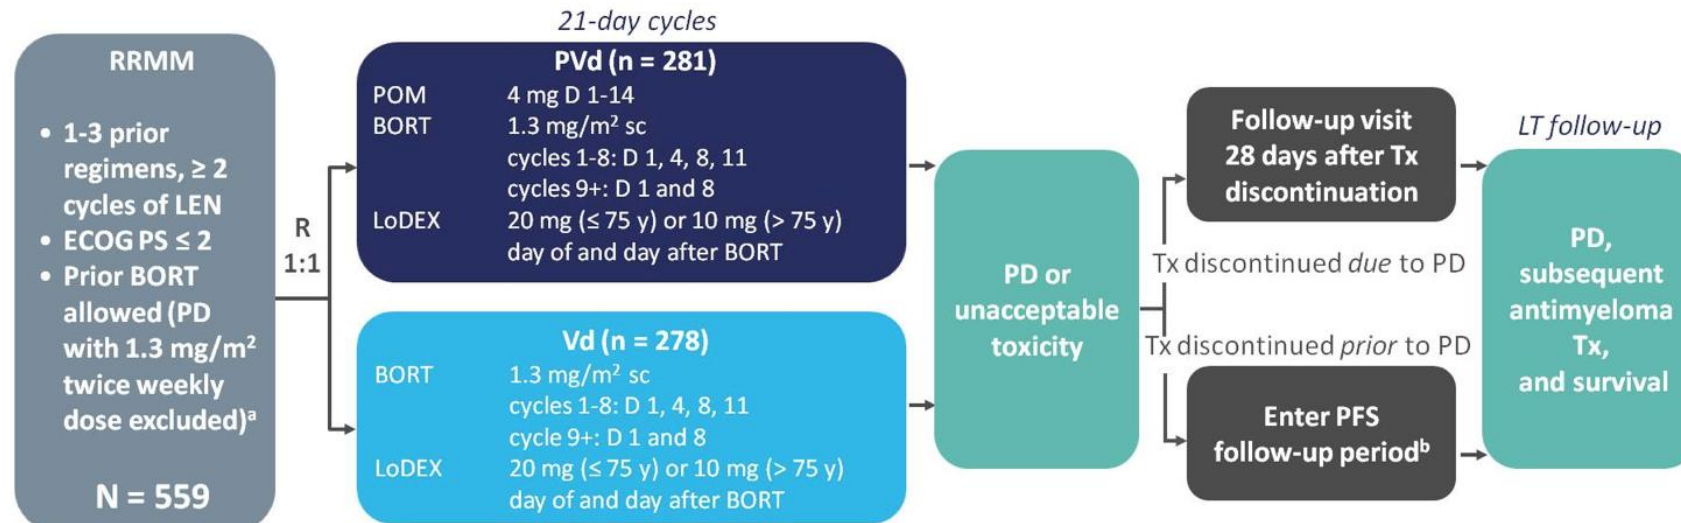 RRMM
• 1-3 prior
regimens, ≥ 2
cycles of LEN
• ECOG PS ≤ 2
• Prior BORT
allowed (PD
with 1.3 mg/m²
twice weekly
dose excluded)ᵃ
N = 559
R
1:1
21-day cycles
PVd (n = 281)
POM 4 mg D 1-14
BORT 1.3 mg/m² sc
cycles 1-8: D 1, 4, 8, 11
cycles 9+: D 1 and 8
LoDEX 20 mg (≤ 75 y) or 10 mg (> 75 y)
day of and day after BORT
Vd (n = 278)
BORT 1.3 mg/m² sc
cycles 1-8: D 1, 4, 8, 11
cycle 9+: D 1 and 8
LoDEX 20 mg (≤ 75 y) or 10 mg (> 75 y)
day of and day after BORT
PD or
unacceptable
toxicity
Follow-up visit
28 days after Tx
discontinuation
Tx discontinued due to PD
Tx discontinued prior to PD
Enter PFS
follow-up periodᵇ
LT follow-up
PD,
subsequent
antimyeloma
Tx,
and survival